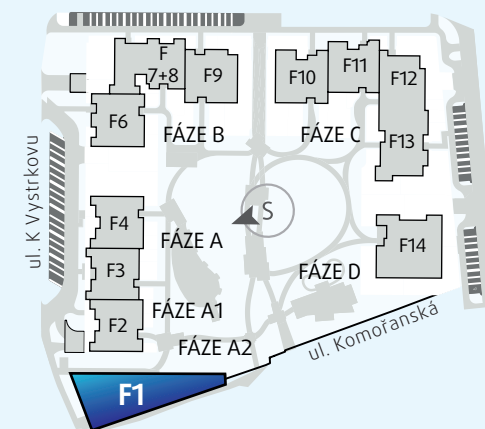 F
7+8
F9
F10
F11
F12
F6
FÁZE B
FÁZE C
F13
ul. K Vystrkovu
F4
S
FÁZE A
F14
F3
FÁZE D
FÁZE A1
F2
FÁZE A2
ul. Komořanská
F1